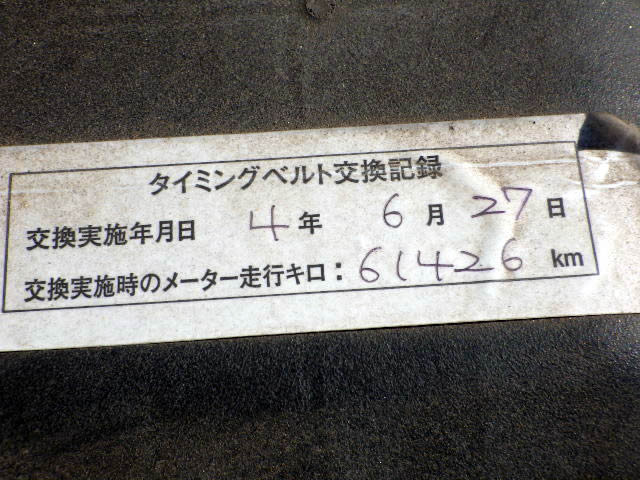 タイミングベルト交換記録
交換実施年月日 4年 6月 27日
交換実施時のメーター走行キロ：61426 km